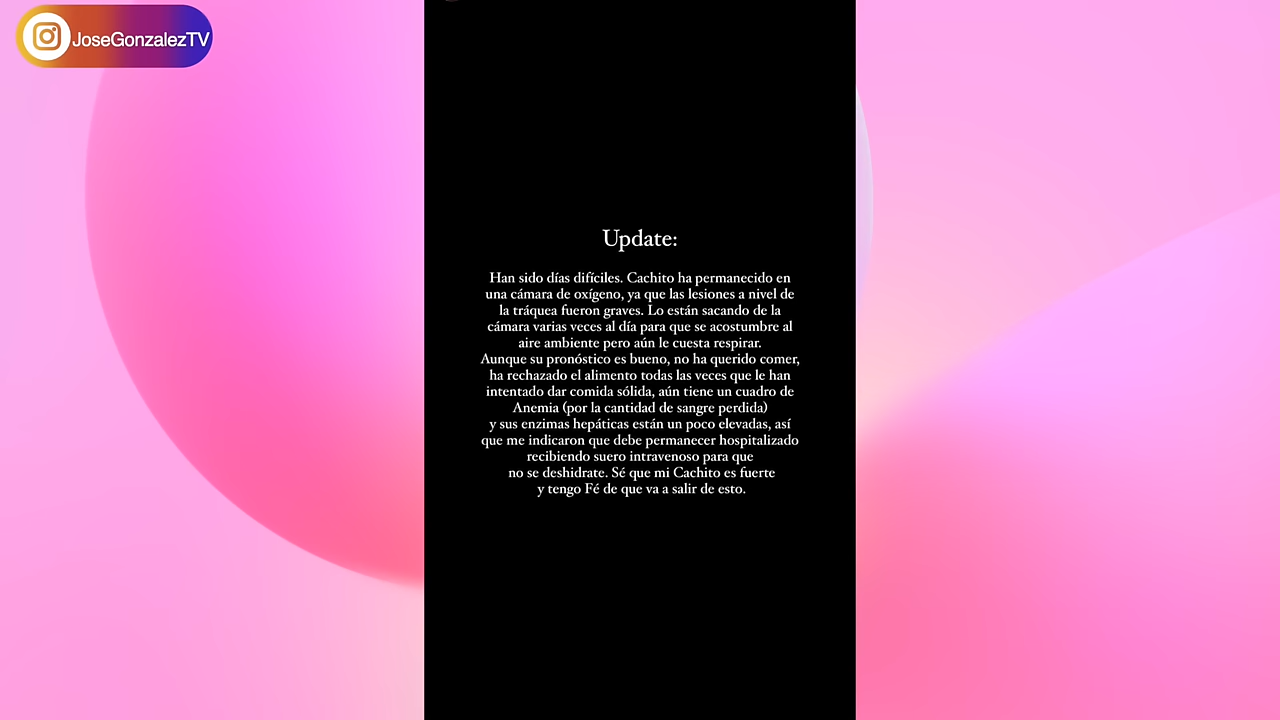 JoseGonzalezTV
Update:
Han sido días difíciles. Cachito ha permanecido en
una cámara de oxígeno, ya que las lesiones a nivel de
la tráquea fueron graves. Lo están sacando de la
cámara varias veces al día para que se acostumbre al
aire ambiente pero aún le cuesta respirar.
Aunque su pronóstico es bueno, no ha querido comer,
ha rechazado el alimento todas las veces que le han
intentado dar comida sólida, aún tiene un cuadro de
Anemia (por la cantidad de sangre perdida)
y sus enzimas hepáticas están un poco elevadas, así
que me indicaron que debe permanecer hospitalizado
recibiendo suero intravenoso para que
no se deshidrate. Sé que mi Cachito es fuerte
y tengo Fé de que va a salir de esto.